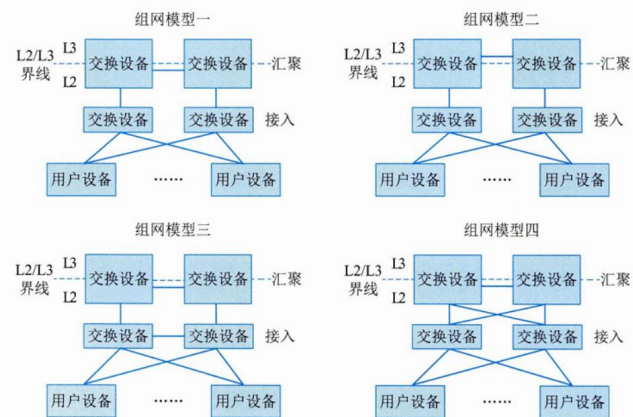 组网模型一
L2/L3
界线
L3
L2
交换设备
交换设备
汇聚
交换设备
交换设备
接入
用户设备
……
用户设备
组网模型二
L2/L3
界线
L3
L2
交换设备
交换设备
汇聚
交换设备
交换设备
接入
用户设备
……
用户设备
组网模型三
L2/L3
界线
L3
L2
交换设备
交换设备
汇聚
交换设备
交换设备
接入
用户设备
……
用户设备
组网模型四
L2/L3
界线
L3
L2
交换设备
交换设备
汇聚
交换设备
交换设备
接入
用户设备
……
用户设备